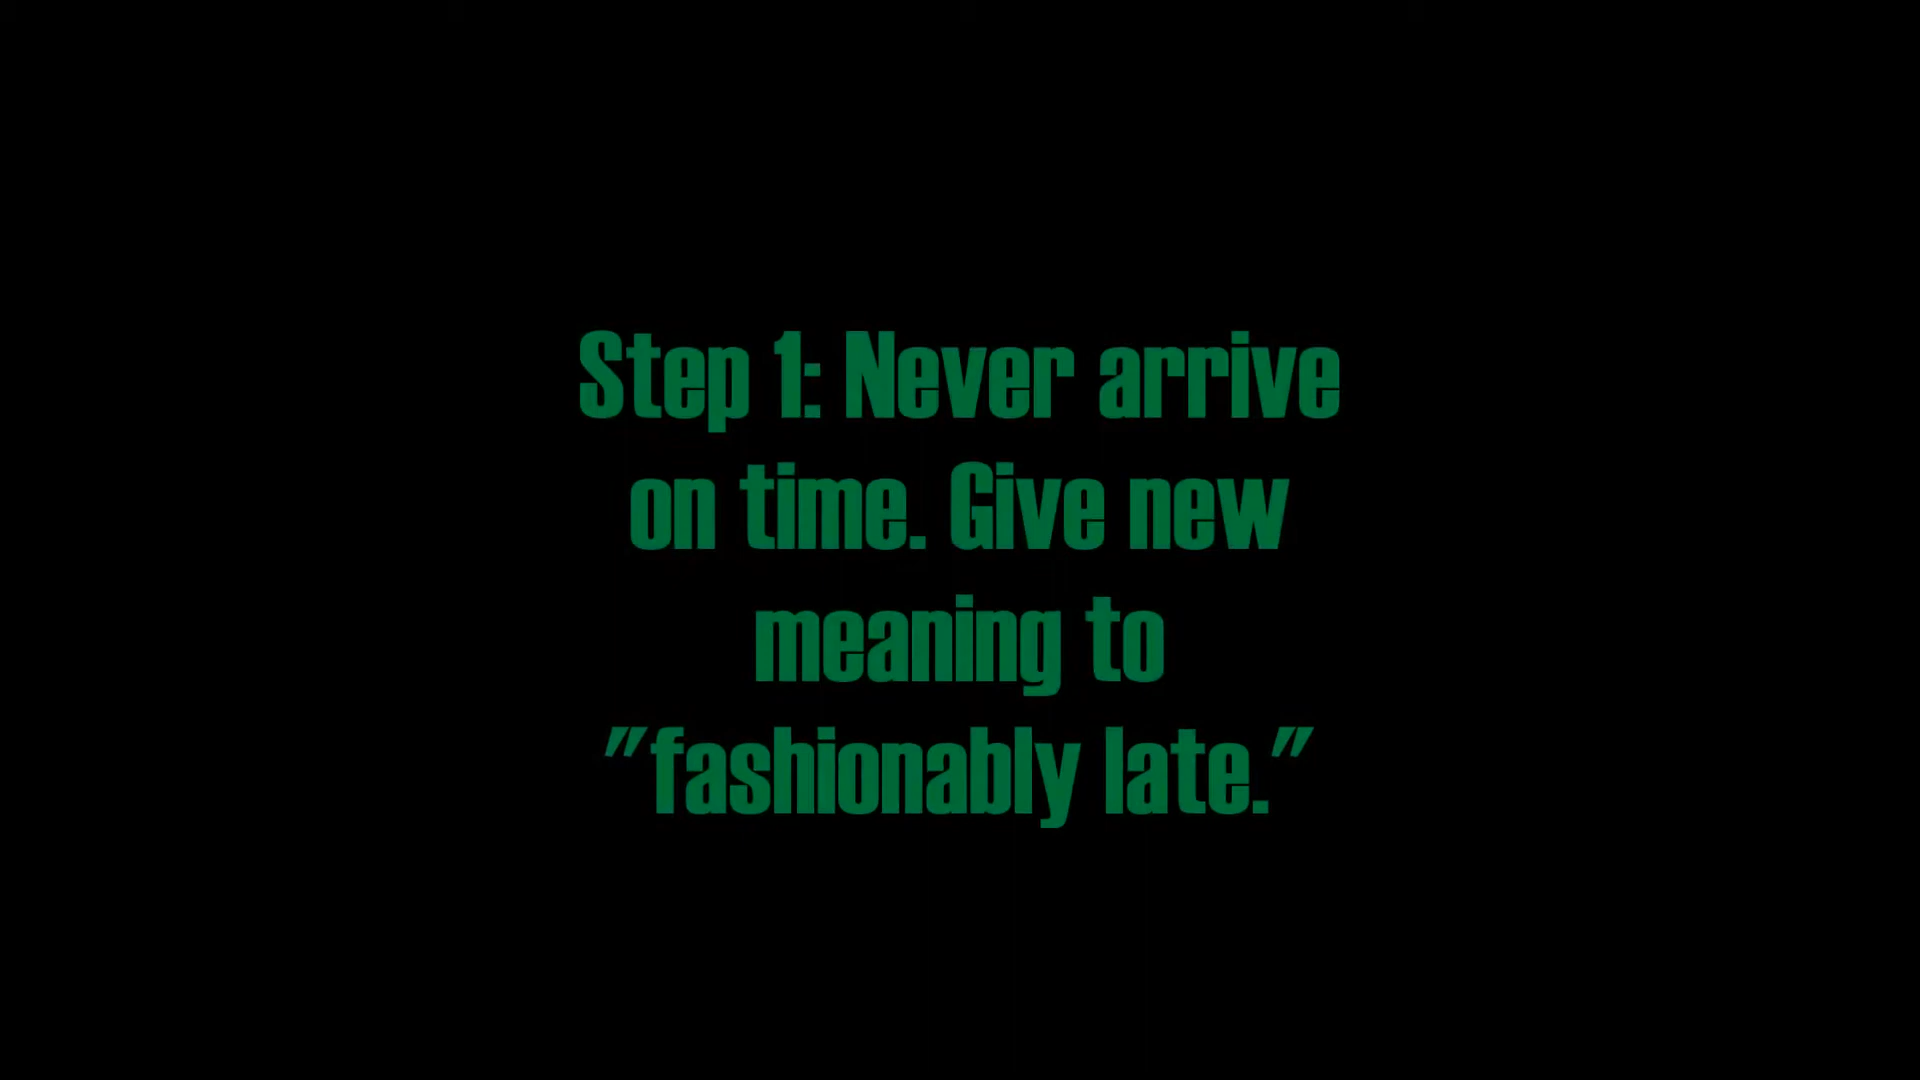 Step 1: Never arrive
on time. Give new
meaning to
"fashionably late."